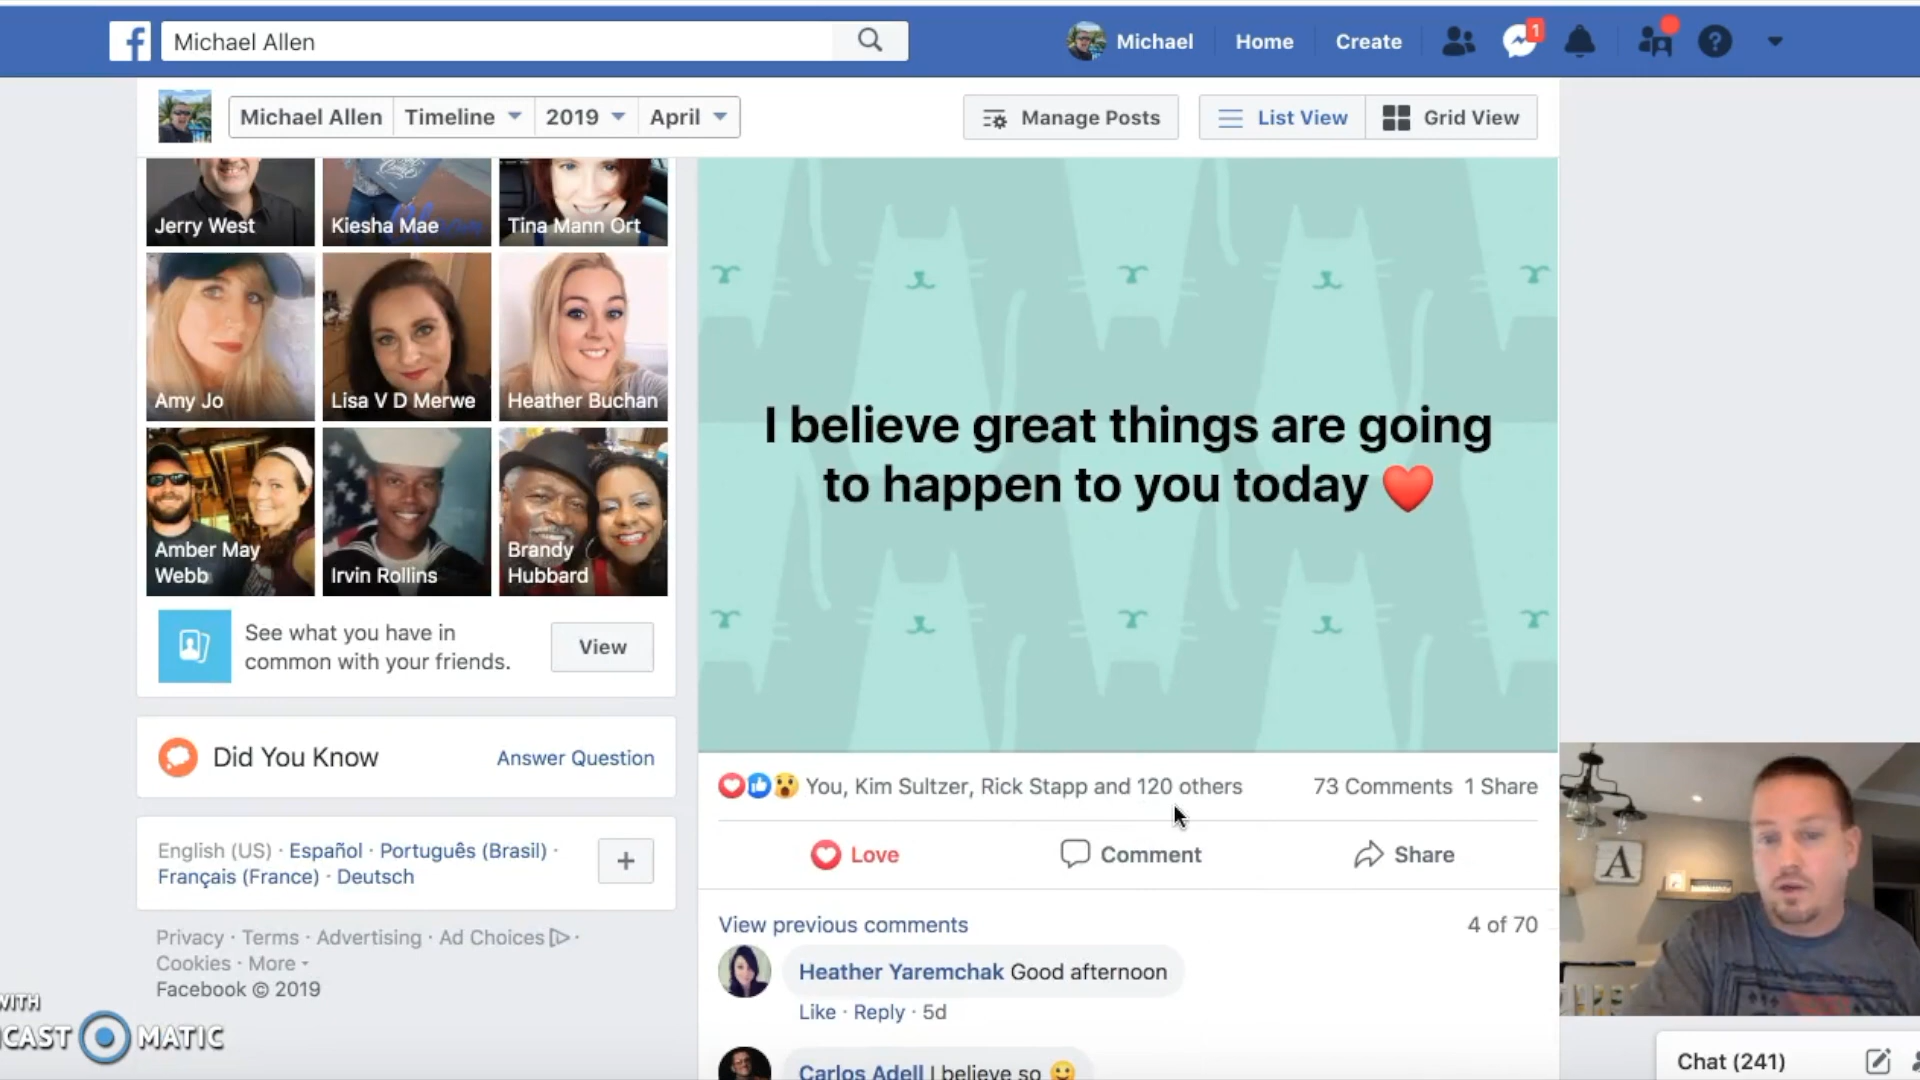 Michael Allen
Michael
Home
Create
1
?
Michael Allen
Timeline
2019
April
Manage Posts
List View
Grid View
Jerry West
Kiesha Mae
Tina Mann Ort
Amy Jo
Lisa V D Merwe
Heather Buchan
Amber May
Webb
Irvin Rollins
Brandy
Hubbard
See what you have in
common with your friends.
View
Did You Know
Answer Question
English (US) · Español · Português (Brasil) ·
Français (France) · Deutsch
+
Privacy · Terms · Advertising · Ad Choices ·
Cookies · More
Facebook © 2019
WITH
CAST MATIC
I believe great things are going
to happen to you today ❤️
You, Kim Sultzer, Rick Stapp and 120 others
73 Comments 1 Share
Love
Comment
Share
View previous comments
4 of 70
Heather Yaremchak Good afternoon
Like · Reply · 5d
Carlos Adell I believe so 🙂
A
Chat (241)